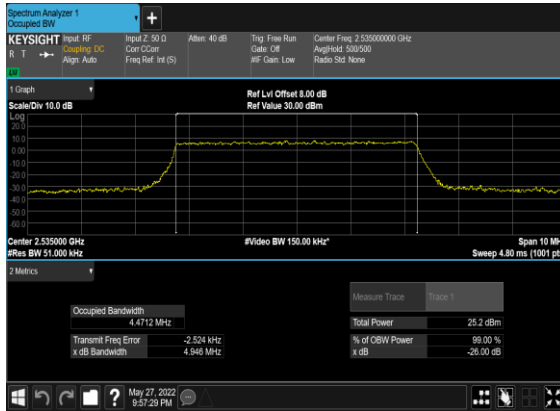 Spectrum Analyzer 1
Occupied BW
+
KEYSIGHT Input: RF Input Z: 50 Ω Atten: 40 dB Trig: Free Run Center Freq: 2.535000000 GHz
R T Coupling: DC Corr CCorr Gate: Off Avg|Hold: 500/500
Align: Auto Freq Ref: Int (S) #IF Gain: Low Radio Std: None
LXI
1 Graph
Ref Lvl Offset 8.00 dB
Scale/Div 10.0 dB Ref Value 30.00 dBm
Log
20.0
10.0
0.00
-10.0
-20.0
-30.0
-40.0
-50.0
-60.0
Center 2.535000 GHz #Video BW 150.00 kHz* Span 10 MH
#Res BW 51.000 kHz Sweep 4.80 ms (1001 pt
2 Metrics
Measure Trace Trace 1
Occupied Bandwidth
4.4712 MHz
Total Power 25.2 dBm
Transmit Freq Error -2.524 kHz % of OBW Power 99.00 %
x dB Bandwidth 4.946 MHz x dB -26.00 dB
? May 27, 2022
9:57:29 PM